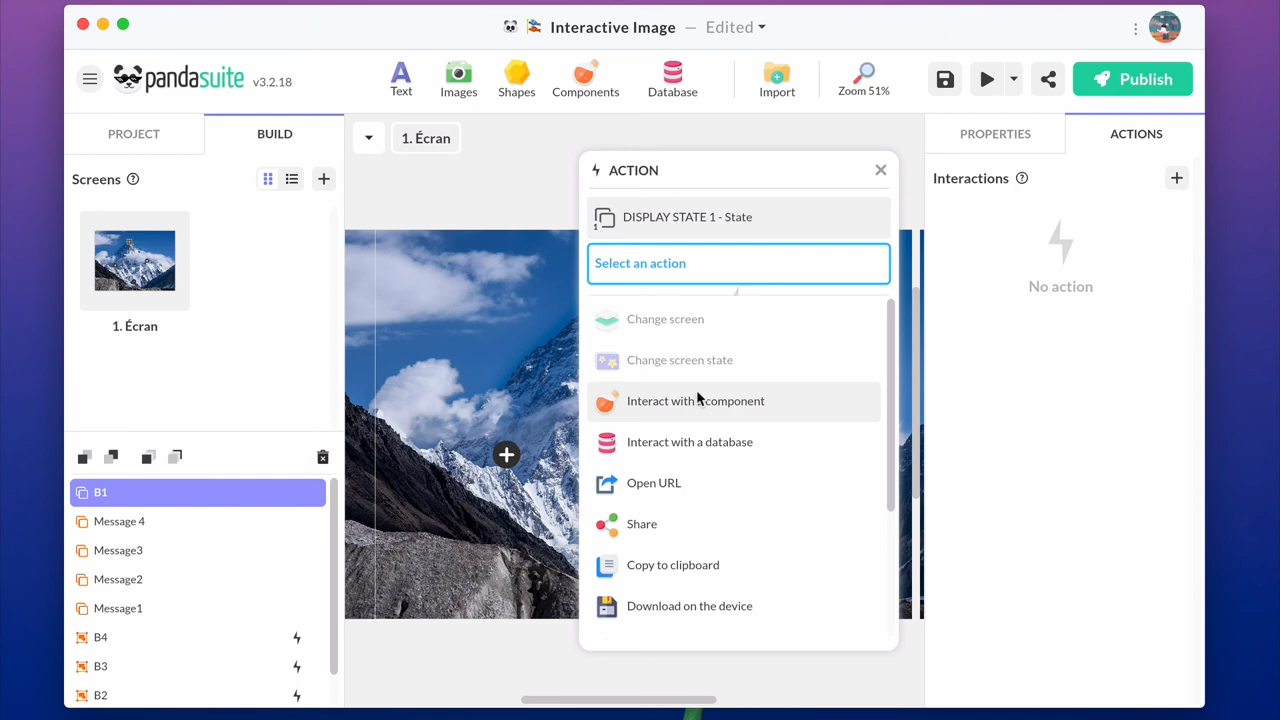 Interactive Image — Edited
pandasuite v3.2.18
Text
Images
Shapes
Components
Database
Import
Zoom 51%
Publish
PROJECT
BUILD
1. Écran
PROPERTIES
ACTIONS
Screens
1. Écran
ACTION
DISPLAY STATE 1 - State
1
Select an action
Change screen
Change screen state
Interact with component
Interact with a database
Open URL
Share
Copy to clipboard
Download on the device
Interactions
No action
B1
Message 4
Message3
Message2
Message1
B4
B3
B2